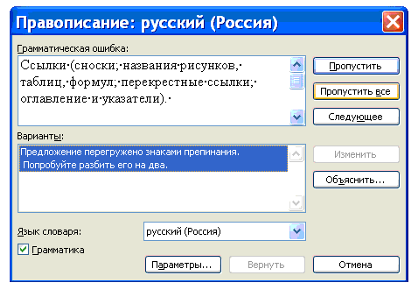 Правописание: русский (Россия)
Грамматическая ошибка:
Ссылки·(сноски;·названия·рисунков,·
таблиц,·формул;·перекрестные·ссылки;·
оглавление·и·указатели).·
Пропустить
Пропустить все
Следующее
Варианты:
Предложение перегружено знаками препинания.
Попробуйте разбить его на два.
Изменить
Объяснить...
Язык словаря:
русский (Россия)
Грамматика
Параметры...
Вернуть
Отмена